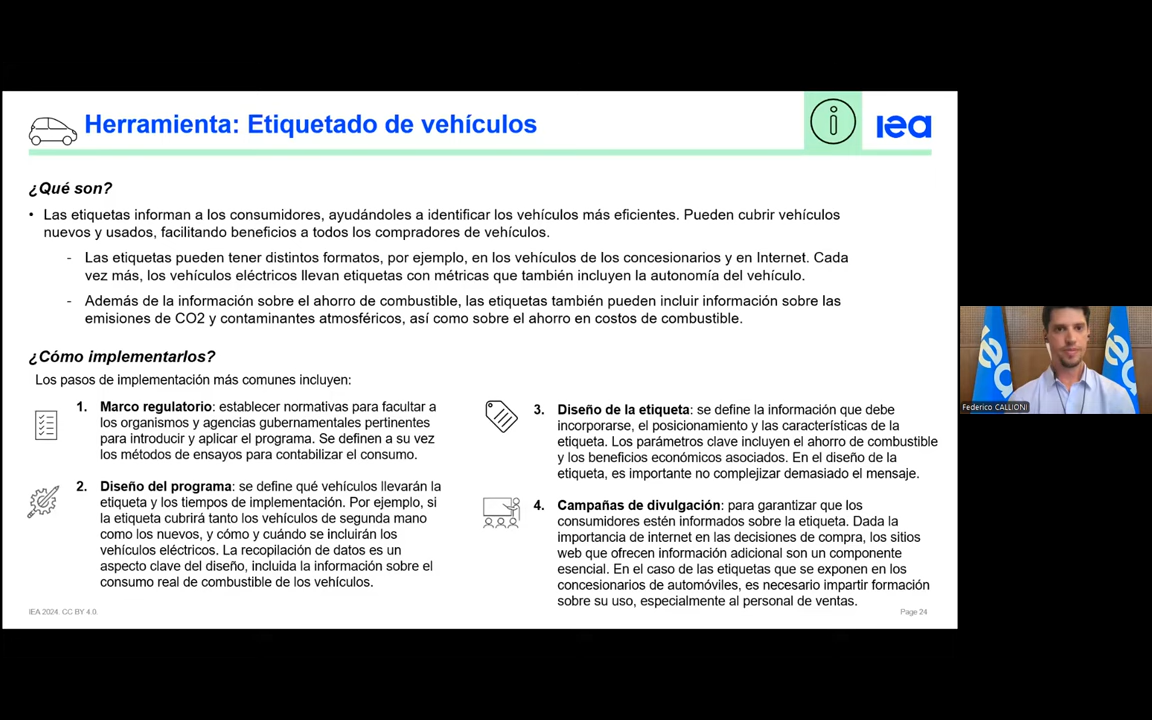 Herramienta: Etiquetado de vehículos
i
iea
¿Qué son?
• Las etiquetas informan a los consumidores, ayudándoles a identificar los vehículos más eficientes. Pueden cubrir vehículos
nuevos y usados, facilitando beneficios a todos los compradores de vehículos.
- Las etiquetas pueden tener distintos formatos, por ejemplo, en los vehículos de los concesionarios y en Internet. Cada
vez más, los vehículos eléctricos llevan etiquetas con métricas que también incluyen la autonomía del vehículo.
- Además de la información sobre el ahorro de combustible, las etiquetas también pueden incluir información sobre las
emisiones de CO2 y contaminantes atmosféricos, así como sobre el ahorro en costos de combustible.
¿Cómo implementarlos?
Los pasos de implementación más comunes incluyen:
1. Marco regulatorio: establecer normativas para facultar a
los organismos y agencias gubernamentales pertinentes
para introducir y aplicar el programa. Se definen a su vez
los métodos de ensayos para contabilizar el consumo.
2. Diseño del programa: se define qué vehículos llevarán la
etiqueta y los tiempos de implementación. Por ejemplo, si
la etiqueta cubrirá tanto los vehículos de segunda mano
como los nuevos, y cómo y cuándo se incluirán los
vehículos eléctricos. La recopilación de datos es un
aspecto clave del diseño, incluida la información sobre el
consumo real de combustible de los vehículos.
3. Diseño de la etiqueta: se define la información que debe
incorporarse, el posicionamiento y las características de la
etiqueta. Los parámetros clave incluyen el ahorro de combustible
y los beneficios económicos asociados. En el diseño de la
etiqueta, es importante no complejizar demasiado el mensaje.
4. Campañas de divulgación: para garantizar que los
consumidores estén informados sobre la etiqueta. Dada la
importancia de internet en las decisiones de compra, los sitios
web que ofrecen información adicional son un componente
esencial. En el caso de las etiquetas que se exponen en los
concesionarios de automóviles, es necesario impartir formación
sobre su uso, especialmente al personal de ventas.
IEA 2024. CC BY 4.0.
Page 24
Federico CALLIONI